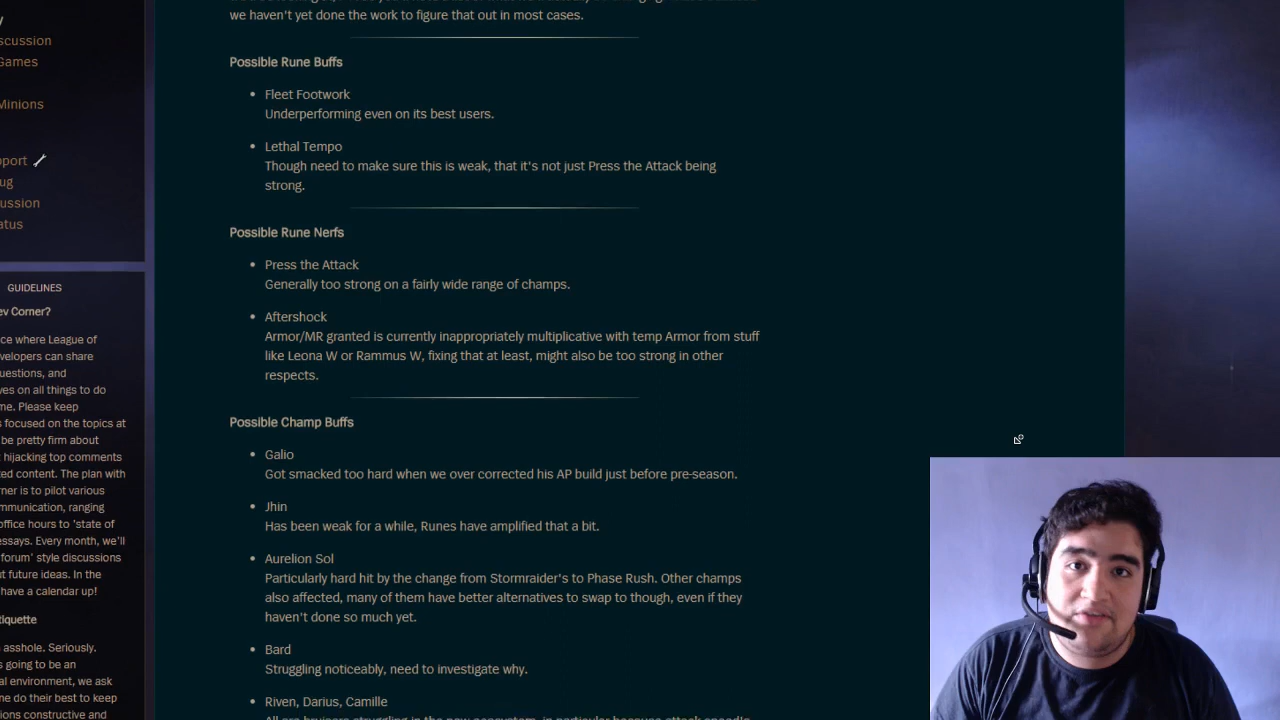 scussion
Games
Minions
port
ug
ussion
atus
GUIDELINES
ev Corner?
ce where League of
velopers can share
uestions, and
ves on all things to do
me. Please keep
s focused on the topics at
be pretty firm about
hijacking top comments
ted content. The plan with
rner is to pilot various
mmunication, ranging
office hours to 'state of
essays. Every month, we'll
forum' style discussions
ut future ideas. In the
have a calendar up!
tiquette
asshole. Seriously.
s going to be an
al environment, we ask
me do their best to keep
ions constructive and
we haven't yet done the work to figure that out in most cases.
Possible Rune Buffs
• Fleet Footwork
Underperforming even on its best users.
• Lethal Tempo
Though need to make sure this is weak, that it's not just Press the Attack being
strong.
Possible Rune Nerfs
• Press the Attack
Generally too strong on a fairly wide range of champs.
• Aftershock
Armor/MR granted is currently inappropriately multiplicative with temp Armor from stuff
like Leona W or Rammus W, fixing that at least, might also be too strong in other
respects.
Possible Champ Buffs
• Galio
Got smacked too hard when we over corrected his AP build just before pre-season.
• Jhin
Has been weak for a while, Runes have amplified that a bit.
• Aurelion Sol
Particularly hard hit by the change from Stormraider's to Phase Rush. Other champs
also affected, many of them have better alternatives to swap to though, even if they
haven't done so much yet.
• Bard
Struggling noticeably, need to investigate why.
• Riven, Darius, Camille